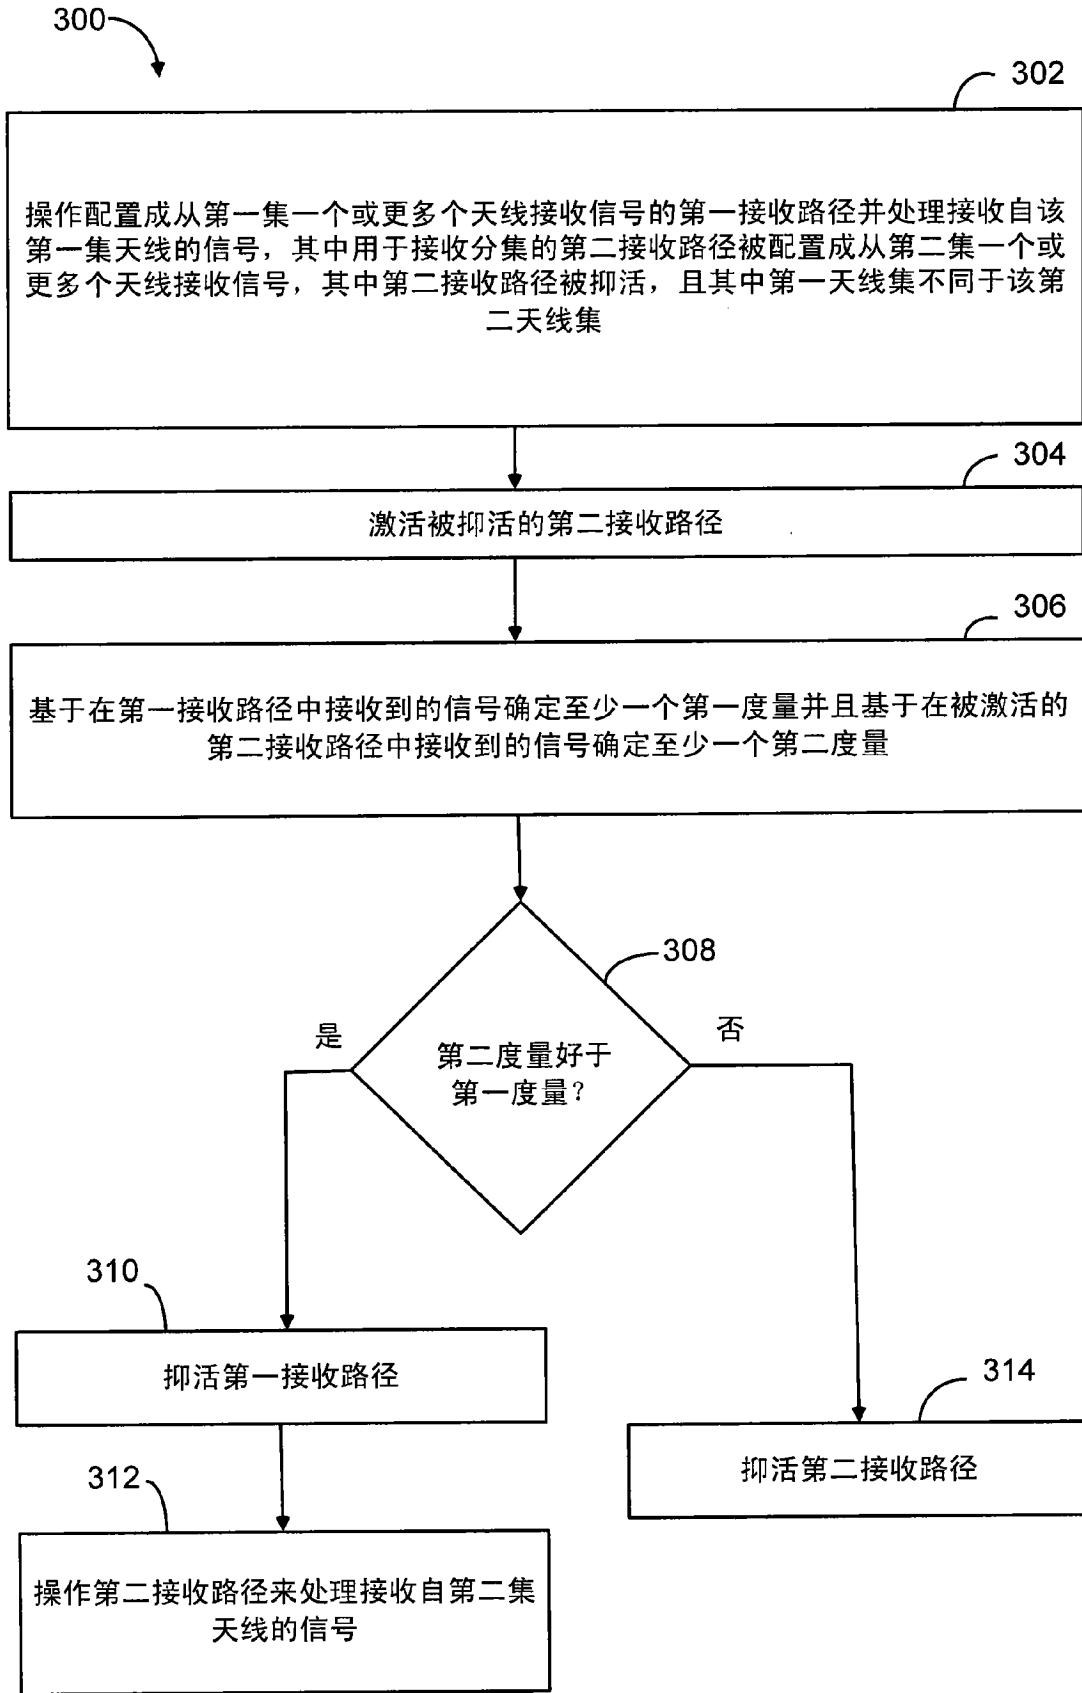 300
302
操作配置成从第一集一个或更多个天线接收信号的第一接收路径并处理接收自该
第一集天线的信号，其中用于接收分集的第二接收路径被配置成从第二集一个或
更多个天线接收信号，其中第二接收路径被抑活，且其中第一天线集不同于该第
二天线集
304
激活被抑活的第二接收路径
306
基于在第一接收路径中接收到的信号确定至少一个第一度量并且基于在被激活的
第二接收路径中接收到的信号确定至少一个第二度量
308
是
否
第二度量好于
第一度量？
310
抑活第一接收路径
314
抑活第二接收路径
312
操作第二接收路径来处理接收自第二集
天线的信号